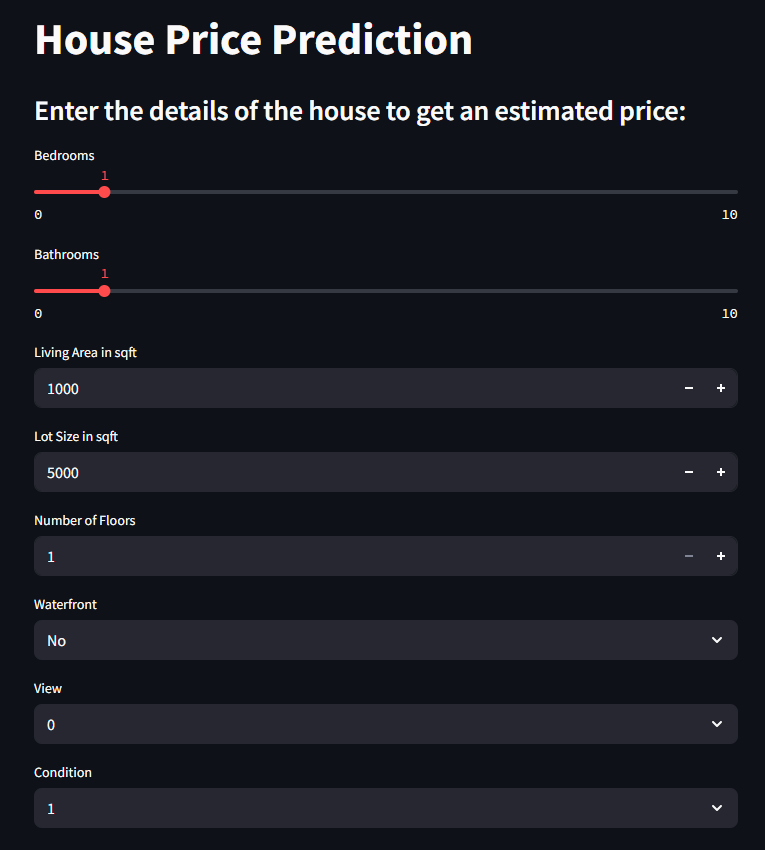 House Price Prediction
Enter the details of the house to get an estimated price:
Bedrooms
1
0 10
Bathrooms
1
0 10
Living Area in sqft
1000
Lot Size in sqft
5000
Number of Floors
1
Waterfront
No
View
0
Condition
1